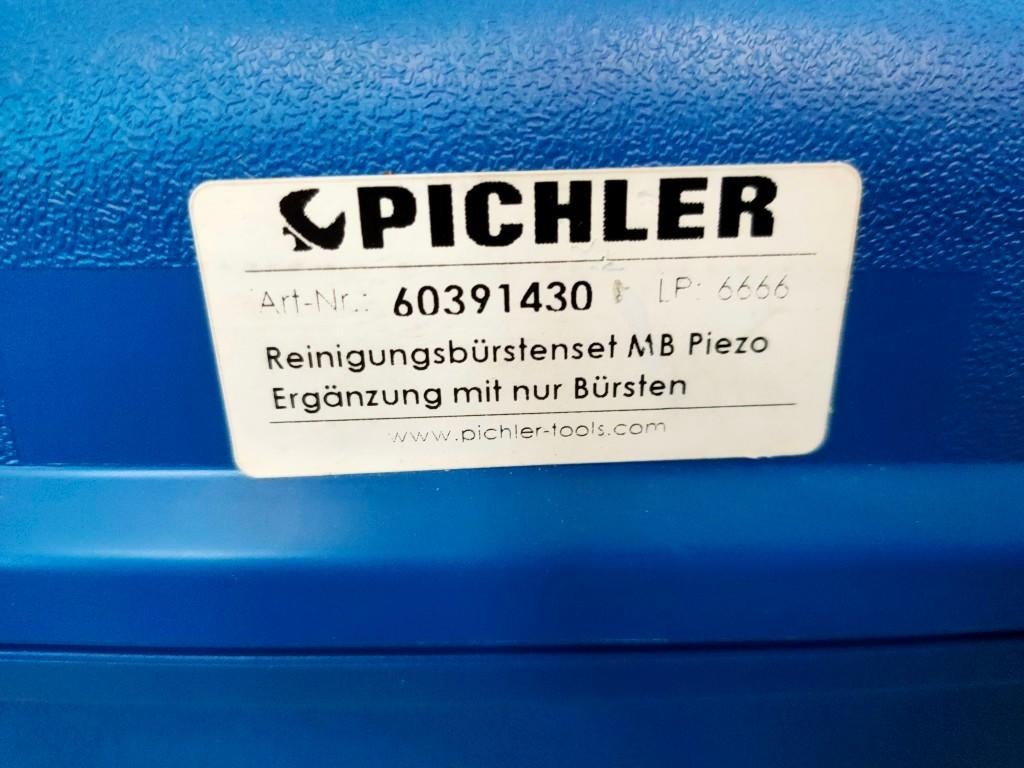 PICHLER
Art-Nr.: 60391430 LP: 6666
Reinigungsbürstenset MB Piezo
Ergänzung mit nur Bürsten
www.pichler-tools.com